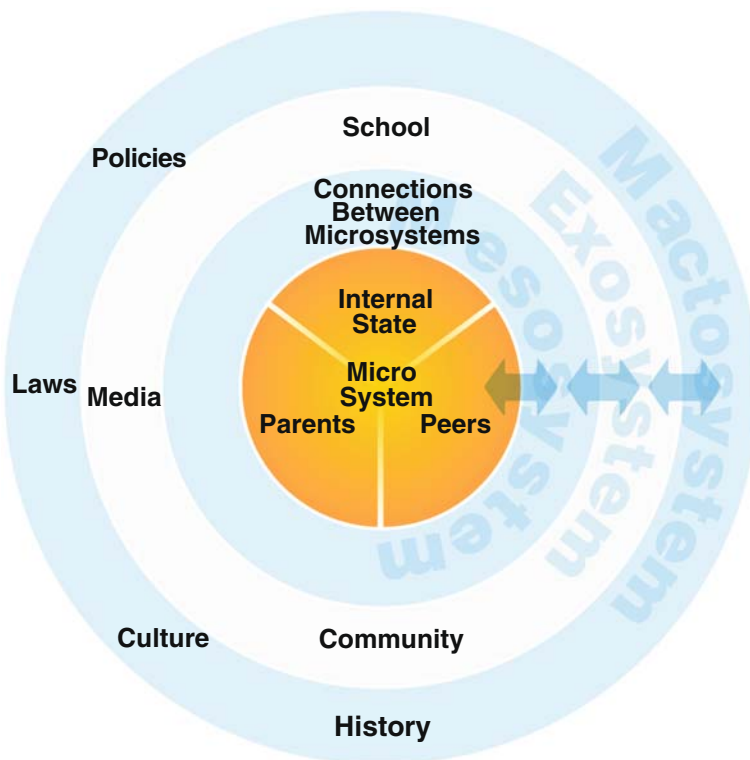 School
Policies
Connections
Between
Microsystems
Internal
State
Micro
System
Laws
Media
Parents
Peers
Culture
Community
History
Mesosystem
Exosystem
Mactosystem